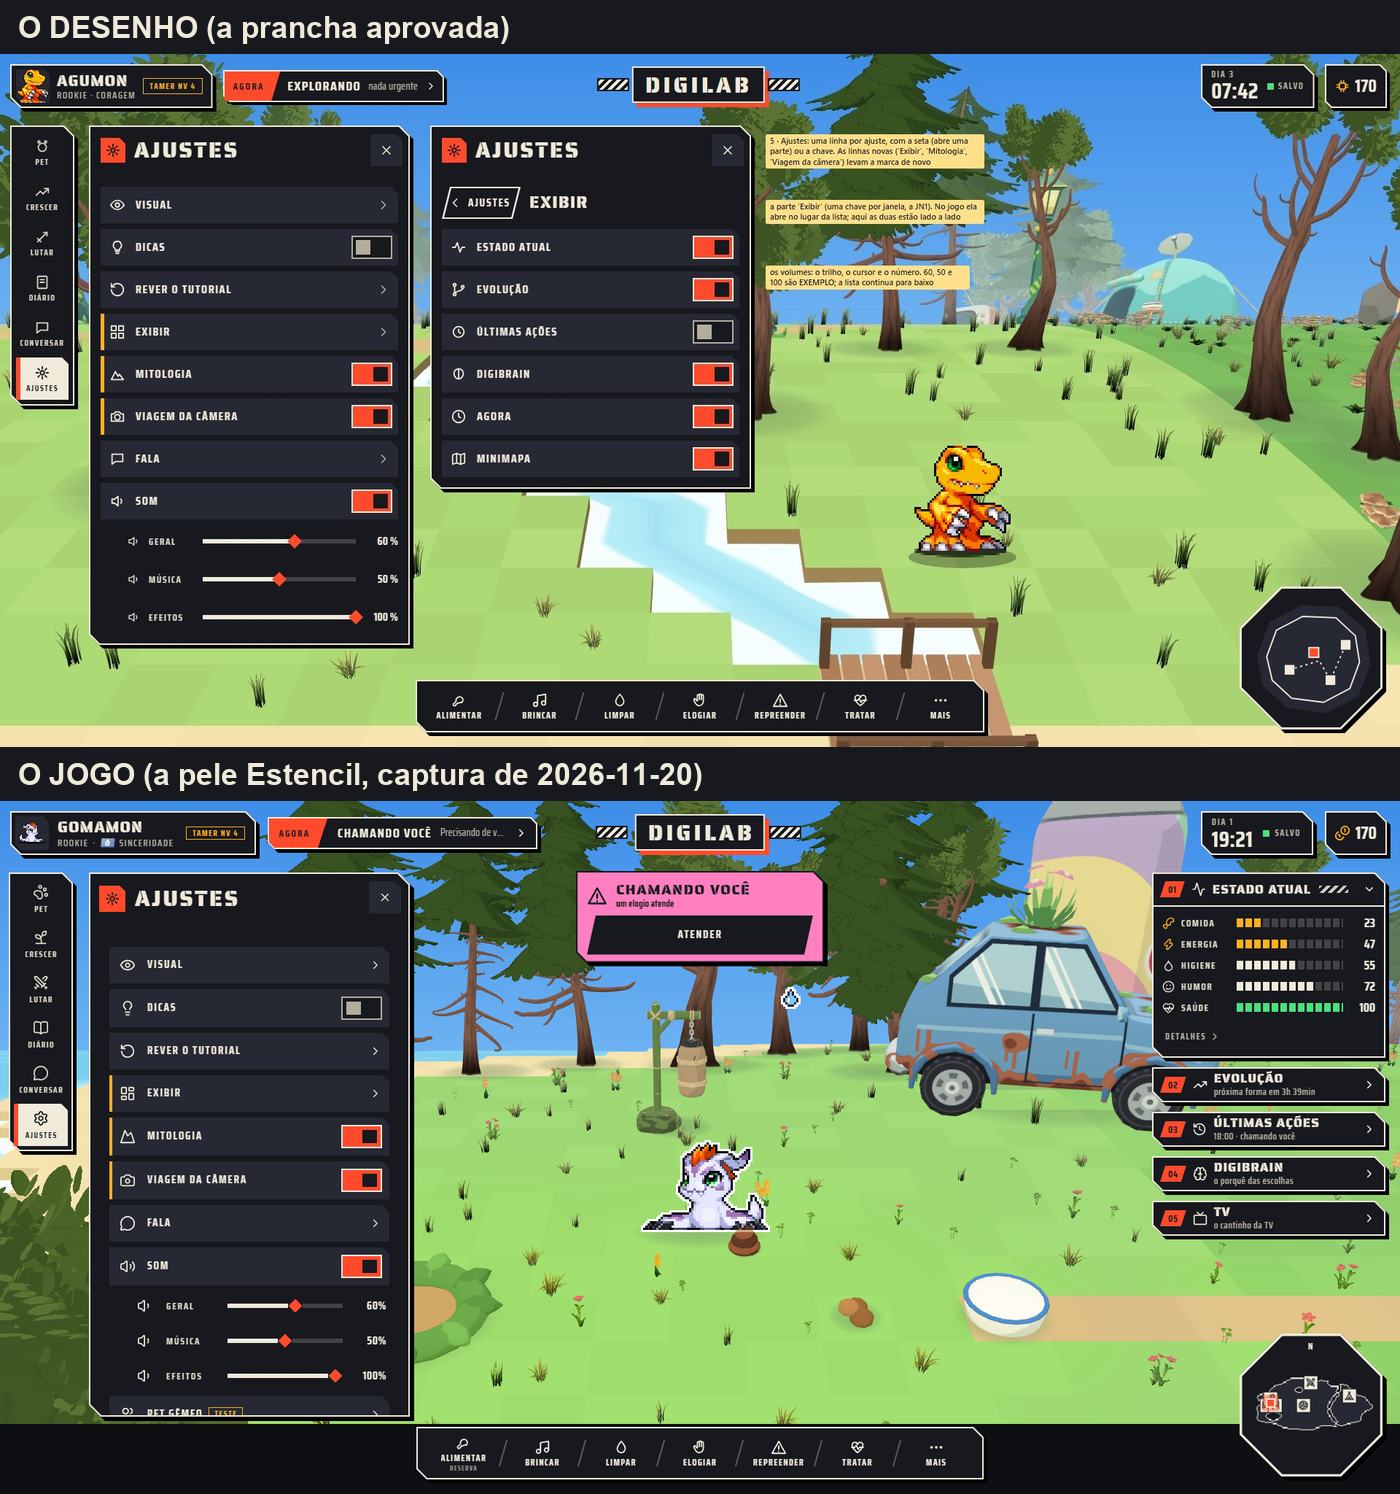 O DESENHO (a prancha aprovada)
AGUMON
ROOKIE · CORAGEM
TAMER NV 4
AGORA
EXPLORANDO
nada urgente
DIGILAB
DIA 3
07:42
SALVO
170
PET
CRESCER
LUTAR
DIÁRIO
CONVERSAR
AJUSTES
AJUSTES
VISUAL
DICAS
REVER O TUTORIAL
EXIBIR
MITOLOGIA
VIAGEM DA CÂMERA
FALA
SOM
GERAL
60 %
MÚSICA
50 %
EFEITOS
100 %
AJUSTES
AJUSTES
EXIBIR
ESTADO ATUAL
EVOLUÇÃO
ÚLTIMAS AÇÕES
DIGIBRAIN
AGORA
MINIMAPA
5 · Ajustes: uma linha por ajuste, com a seta (abre uma
parte) ou a chave. As linhas novas ('Exibir', 'Mitologia',
'Viagem da câmera') levam a marca de novo
a parte 'Exibir' (uma chave por janela, a JN1). No jogo ela
abre no lugar da lista; aqui as duas estão lado a lado
os volumes: o trilho, o cursor e o número. 60, 50 e
100 são EXEMPLO; a lista continua para baixo
ALIMENTAR
BRINCAR
LIMPAR
ELOGIAR
REPREENDER
TRATAR
MAIS
O JOGO (a pele Estencil, captura de 2026-11-20)
GOMAMON
ROOKIE · SINCERIDADE
TAMER NV 4
AGORA
CHAMANDO VOCÊ
Precisando de v...
DIGILAB
DIA 1
19:21
SALVO
170
PET
CRESCER
LUTAR
DIÁRIO
CONVERSAR
AJUSTES
AJUSTES
VISUAL
DICAS
REVER O TUTORIAL
EXIBIR
MITOLOGIA
VIAGEM DA CÂMERA
FALA
SOM
GERAL
60%
MÚSICA
50%
EFEITOS
100%
PET GÊMEO
TESTE
CHAMANDO VOCÊ
um elogio atende
ATENDER
01
ESTADO ATUAL
COMIDA
23
ENERGIA
47
HIGIENE
55
HUMOR
72
SAÚDE
100
DETALHES
02
EVOLUÇÃO
próxima forma em 3h 39min
03
ÚLTIMAS AÇÕES
18:00 · chamando você
04
DIGIBRAIN
o porquê das escolhas
05
TV
o cantinho da TV
N
ALIMENTAR
RESERVA
BRINCAR
LIMPAR
ELOGIAR
REPREENDER
TRATAR
MAIS